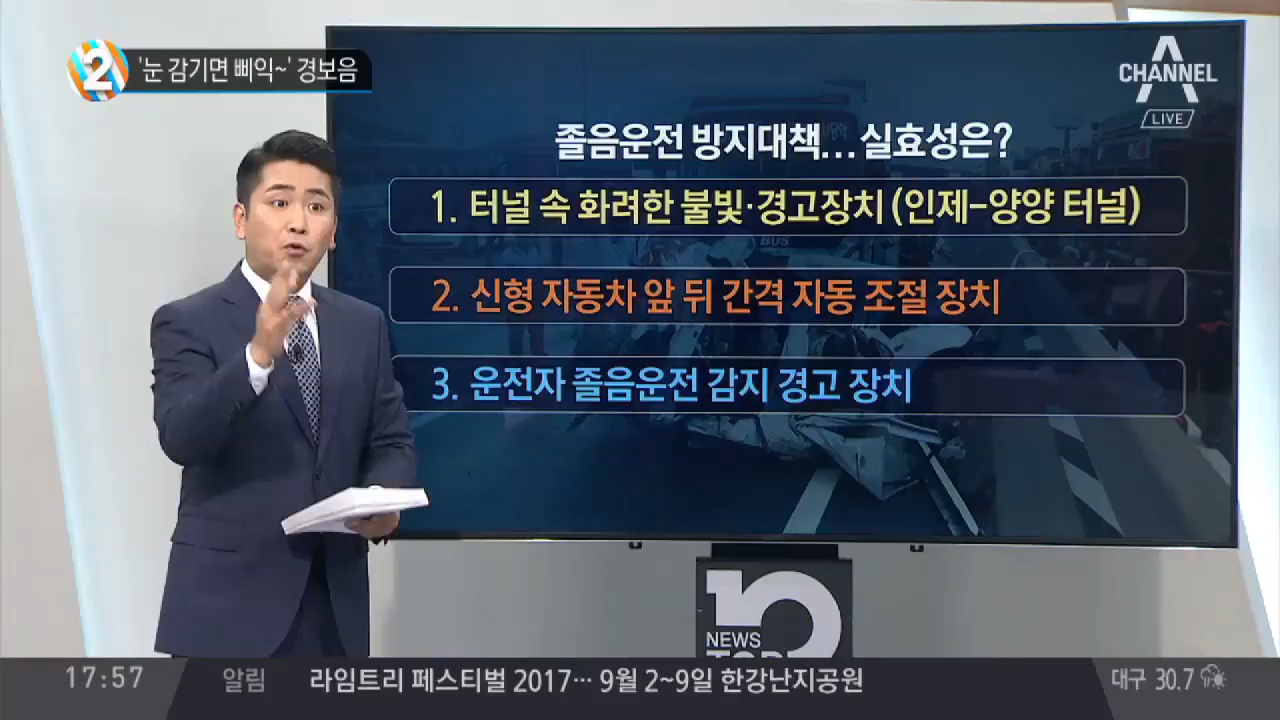 2 '눈 감기면 삐익~' 경보음
CHANNEL A
LIVE
졸음운전 방지대책... 실효성은?
1. 터널 속 화려한 불빛·경고장치 (인제-양양 터널)
BUS
2. 신형 자동차 앞 뒤 간격 자동 조절 장치
3. 운전자 졸음운전 감지 경고 장치
NEWS
TOP10
17:57 알림 라임트리 페스티벌 2017... 9월 2~9일 한강난지공원 대구 30.7